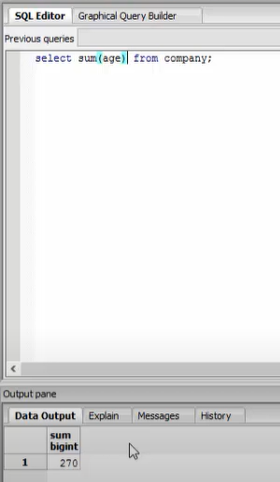 SQL Editor Graphical Query Builder
Previous queries
select sum(age) from company;
Output pane
Data Output Explain Messages History
sum
bigint
1 270